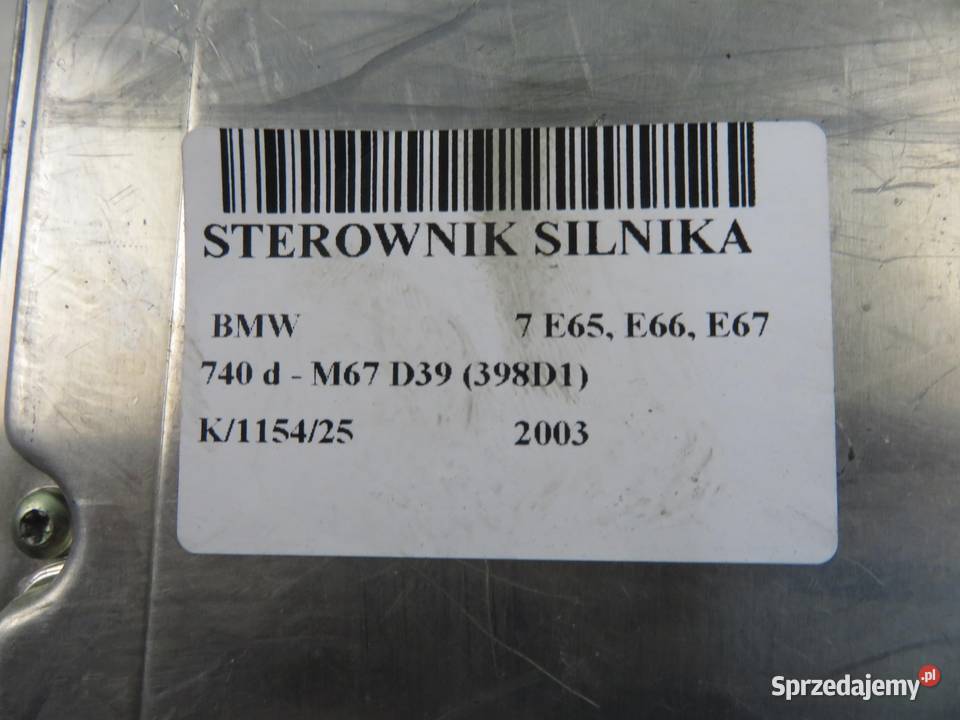 STEROWNIK SILNIKA
BMW 7 E65, E66, E67
740 d - M67 D39 (398D1)
K/1154/25 2003
Sprzedajemy.pl